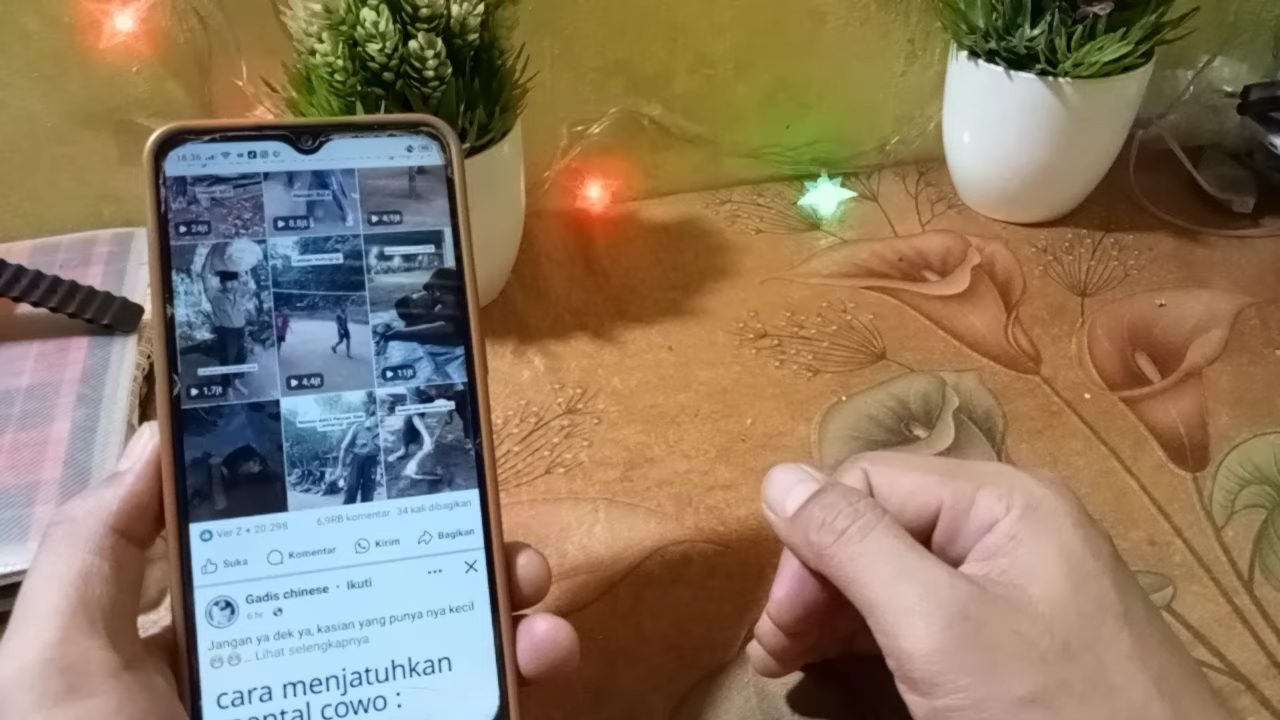 18.36
24jt
8,8jt
4,1jt
1,7jt
4,4jt
11jt
Ver Z + 20.298
6,9RB komentar 34 kali dibagikan
Suka Komentar Kirim Bagikan
Gadis chinese · Ikuti
6 hr ·
Jangan ya dek ya, kasian yang punya nya kecil
... Lihat selengkapnya
cara menjatuhkan
mental cowo :